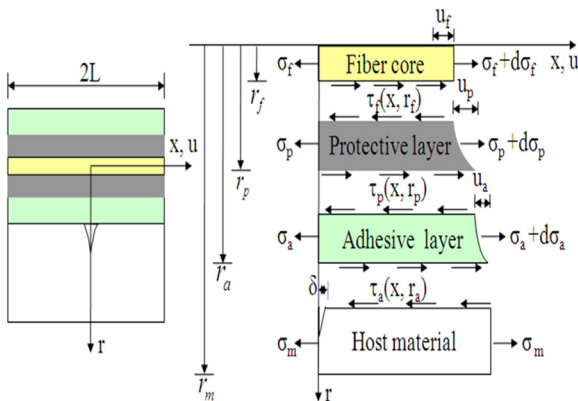 2L
x, u
r
r_f
r_p
r_a
r_m
u_f
x, u
σ_f
Fiber core
σ_f+dσ_f
τ_f(x, r_f)
u_p
σ_p
Protective layer
σ_p+dσ_p
τ_p(x, r_p)
u_a
σ_a
Adhesive layer
σ_a+dσ_a
τ_a(x, r_a)
δ
σ_m
Host material
σ_m
r